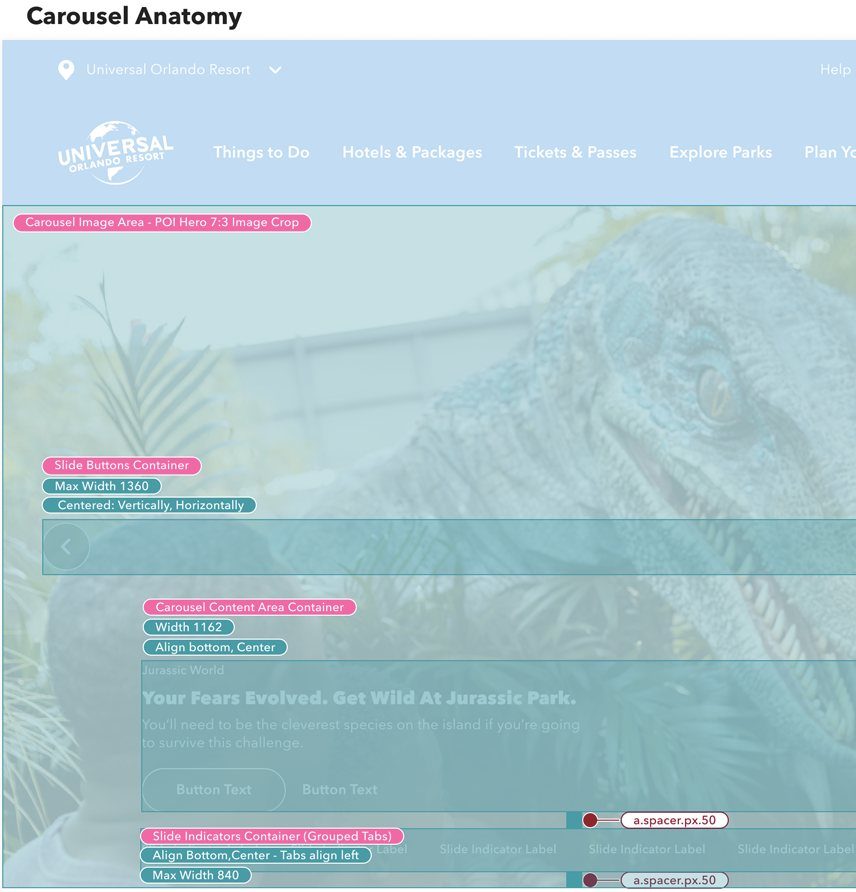 Carousel Anatomy
Universal Orlando Resort
Help
UNIVERSAL
ORLANDO RESORT
Things to Do
Hotels & Packages
Tickets & Passes
Explore Parks
Plan Yo
Carousel Image Area - POI Hero 7:3 Image Crop
Slide Buttons Container
Max Width 1360
Centered: Vertically, Horizontally
Carousel Content Area Container
Width 1162
Align bottom, Center
Jurassic World
Your Fears Evolved. Get Wild At Jurassic Park.
You'll need to be the cleverest species on the island if you're going
to survive this challenge.
Button Text
Button Text
a.spacer.px.50
Slide Indicators Container (Grouped Tabs)
Label
Slide Indicator Label
Slide Indicator Label
Slide Indicator Label
Align Bottom,Center - Tabs align left
Max Width 840
a.spacer.px.50